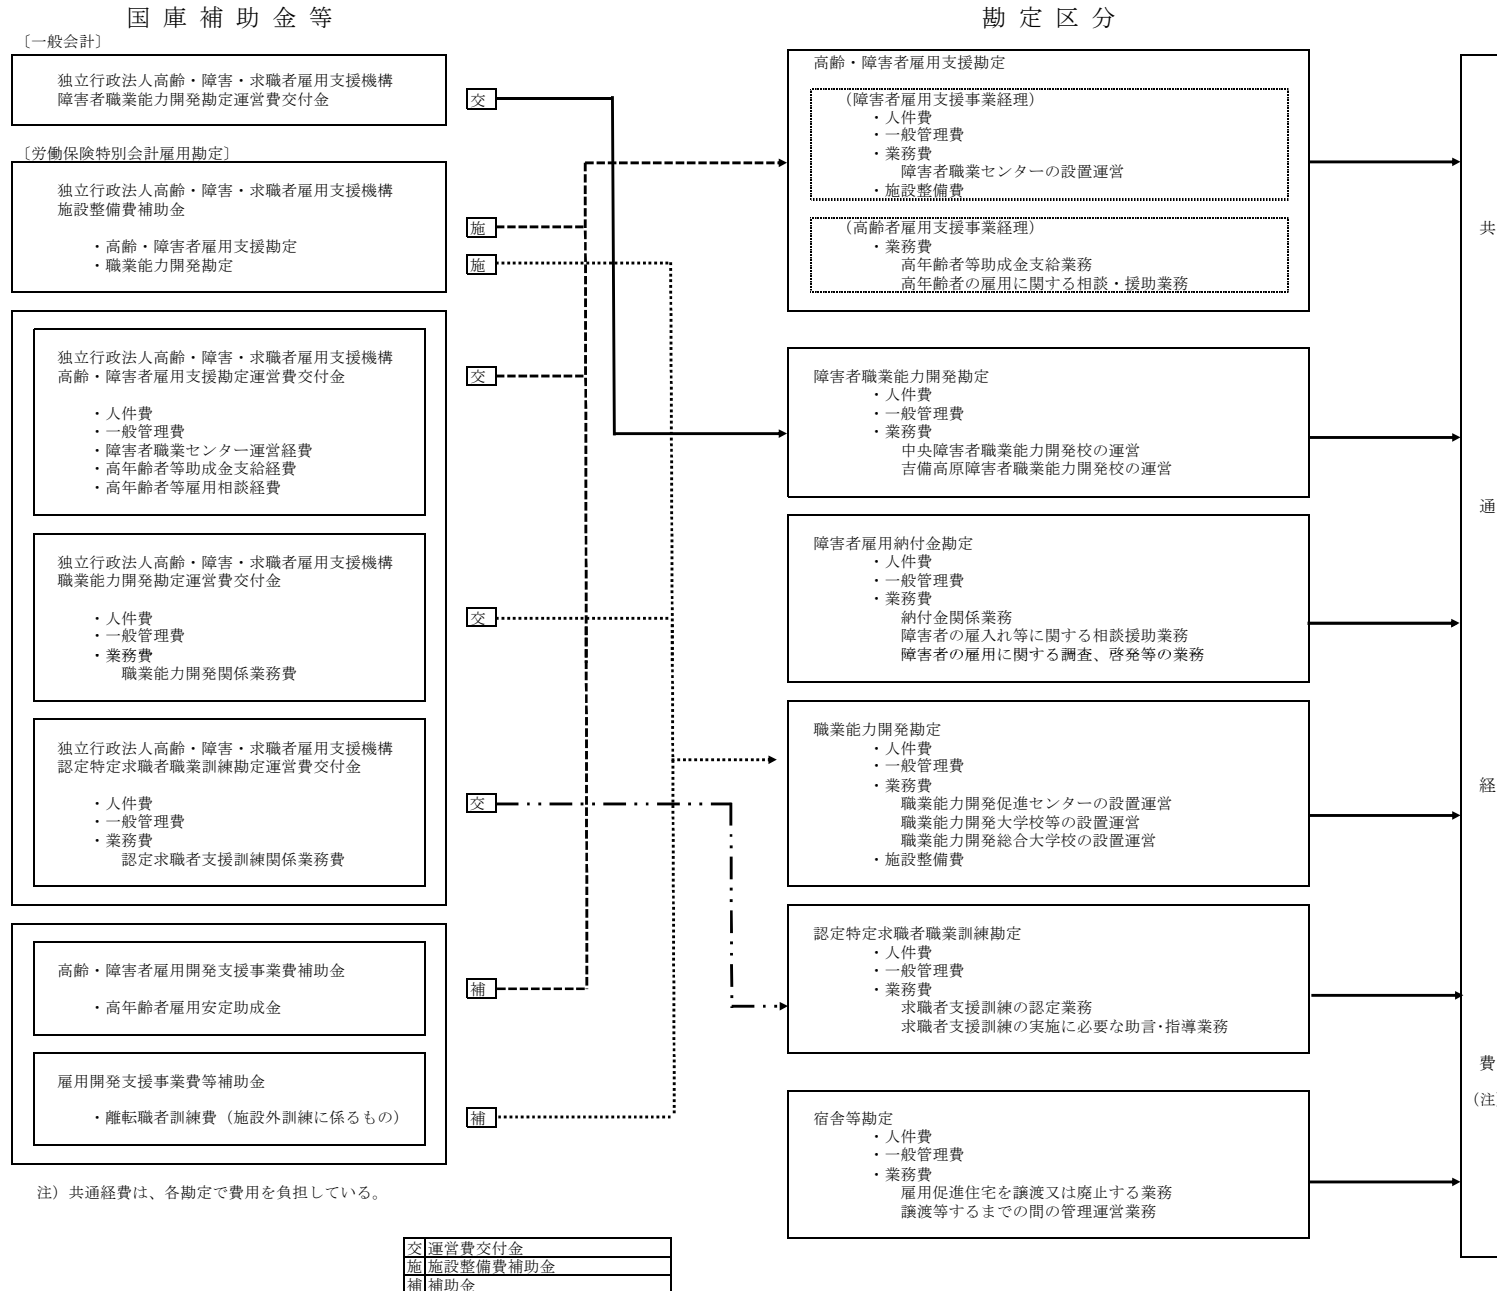 国庫補助金等
〔一般会計〕
独立行政法人高齢・障害・求職者雇用支援機構
障害者職業能力開発勘定運営費交付金
交
〔労働保険特別会計雇用勘定〕
独立行政法人高齢・障害・求職者雇用支援機構
施設整備費補助金
・高齢・障害者雇用支援勘定
・職業能力開発勘定
施
施
独立行政法人高齢・障害・求職者雇用支援機構
高齢・障害者雇用支援勘定運営費交付金
・人件費
・一般管理費
・障害者職業センター運営経費
・高年齢者等助成金支給経費
・高年齢者等雇用相談経費
交
独立行政法人高齢・障害・求職者雇用支援機構
職業能力開発勘定運営費交付金
・人件費
・一般管理費
・業務費
職業能力開発関係業務費
交
独立行政法人高齢・障害・求職者雇用支援機構
認定特定求職者職業訓練勘定運営費交付金
・人件費
・一般管理費
・業務費
認定求職者支援訓練関係業務費
交
高齢・障害者雇用開発支援事業費補助金
・高年齢者雇用安定助成金
補
雇用開発支援事業費等補助金
・離転職者訓練費（施設外訓練に係るもの）
補
注）共通経費は、各勘定で費用を負担している。
交 運営費交付金
施 施設整備費補助金
補 補助金
勘定区分
高齢・障害者雇用支援勘定
（障害者雇用支援事業経理）
・人件費
・一般管理費
・業務費
障害者職業センターの設置運営
・施設整備費
（高齢者雇用支援事業経理）
・業務費
高年齢者等助成金支給業務
高年齢者の雇用に関する相談・援助業務
障害者職業能力開発勘定
・人件費
・一般管理費
・業務費
中央障害者職業能力開発校の運営
吉備高原障害者職業能力開発校の運営
障害者雇用納付金勘定
・人件費
・一般管理費
・業務費
納付金関係業務
障害者の雇入れ等に関する相談援助業務
障害者の雇用に関する調査、啓発等の業務
職業能力開発勘定
・人件費
・一般管理費
・業務費
職業能力開発促進センターの設置運営
職業能力開発大学校等の設置運営
職業能力開発総合大学校の設置運営
・施設整備費
認定特定求職者職業訓練勘定
・人件費
・一般管理費
・業務費
求職者支援訓練の認定業務
求職者支援訓練の実施に必要な助言･指導業務
宿舎等勘定
・人件費
・一般管理費
・業務費
雇用促進住宅を譲渡又は廃止する業務
譲渡等するまでの間の管理運営業務
共
通
経
費
（注